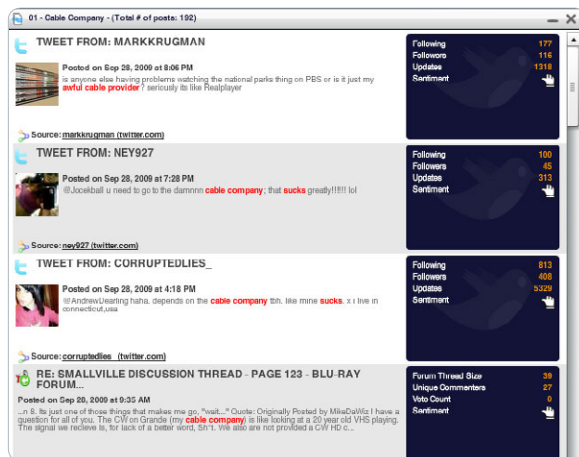 01 - Cable Company - (Total # of posts: 192)
TWEET FROM: MARKKRUGMAN
Posted on Sep 28, 2009 at 8:06 PM
is anyone else having problems watching the national parks thing on PBS or is it just my
awful cable provider? seriously its like Realplayer
Source: markkrugman (twitter.com)
Following 177
Followers 116
Updates 1318
Sentiment
TWEET FROM: NEY927
Posted on Sep 28, 2009 at 7:28 PM
@Jocekball u need to go to the damnnn cable company; that sucks greatly!!!!!! lol
Source: ney927 (twitter.com)
Following 100
Followers 45
Updates 313
Sentiment
TWEET FROM: CORRUPTEDLIES_
Posted on Sep 28, 2009 at 4:18 PM
@AndrewDearling haha. depends on the cable company tbh. like mine sucks. x i live in
connecticut,usa
Source: corruptedlies_ (twitter.com)
Following 813
Followers 408
Updates 5329
Sentiment
RE: SMALLVILLE DISCUSSION THREAD - PAGE 123 - BLU-RAY
FORUM...
Posted on Sep 28, 2009 at 9:35 AM
...n 8. Its just one of those things that makes me go, "wait..." Quote: Originally Posted by MikeDaWiz I have a
question for all of you. The CW on Grande (my cable company) is like looking at a 20 year old VHS playing.
The signal we recieve is, for lack of a better word, Sh*t. We also are not provided a CW HD c...
Forum Thread Size 39
Unique Commenters 27
Voto Count 0
Sentiment